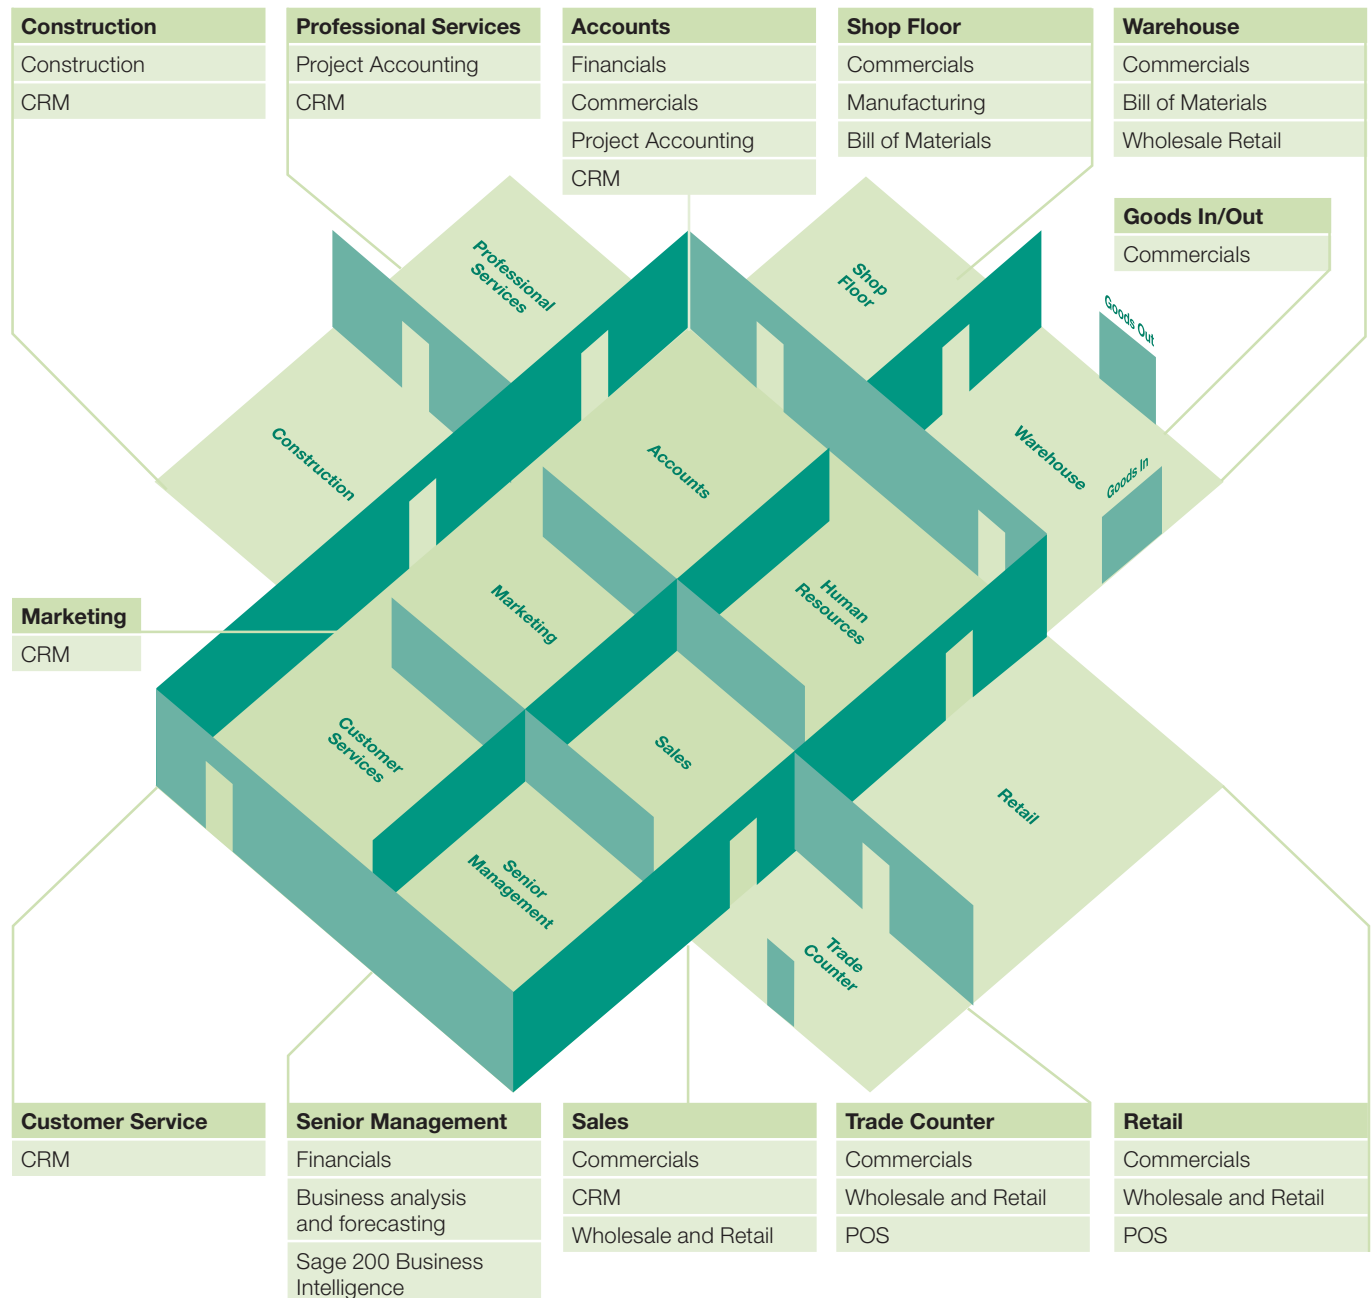 Construction
Construction
CRM
Professional Services
Project Accounting
CRM
Accounts
Financials
Commercials
Project Accounting
CRM
Shop Floor
Commercials
Manufacturing
Bill of Materials
Warehouse
Commercials
Bill of Materials
Wholesale Retail
Goods In/Out
Commercials
Professional
Services
Shop
Floor
Goods Out
Construction
Accounts
Warehouse
Goods In
Marketing
CRM
Marketing
Human
Resources
Customer
Services
Sales
Retail
Senior
Management
Trade
Counter
Customer Service
CRM
Senior Management
Financials
Business analysis
and forecasting
Sage 200 Business
Intelligence
Sales
Commercials
CRM
Wholesale and Retail
Trade Counter
Commercials
Wholesale and Retail
POS
Retail
Commercials
Wholesale and Retail
POS